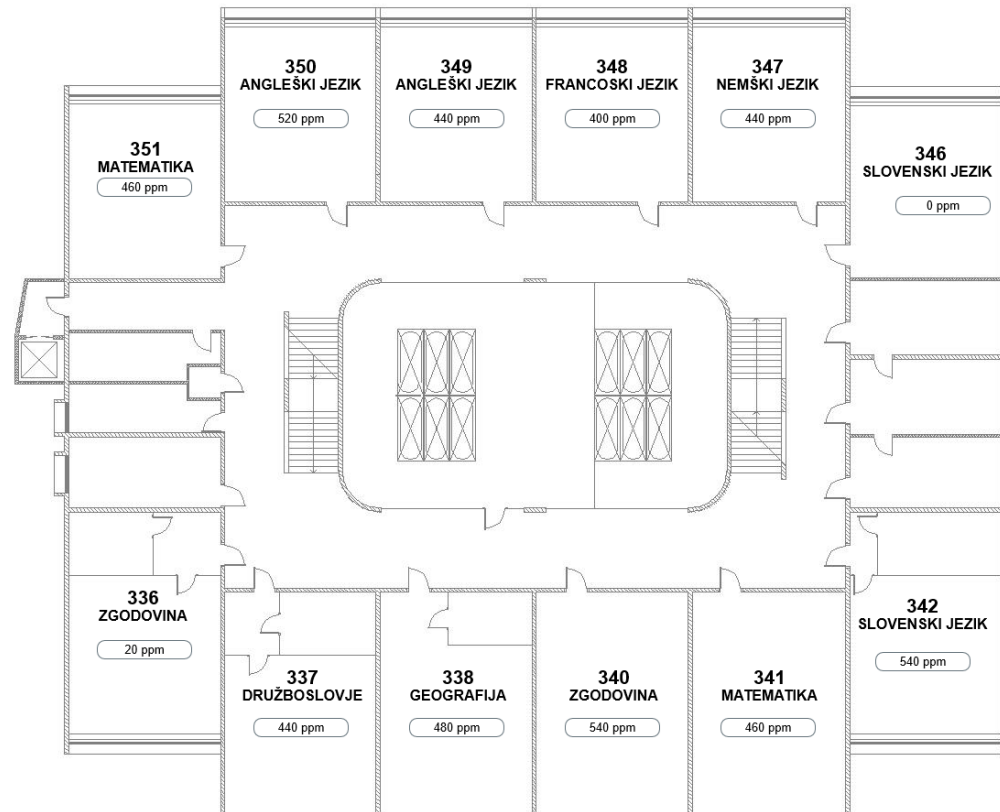 350
ANGLEŠKI JEZIK
520 ppm
349
ANGLEŠKI JEZIK
440 ppm
348
FRANCOSKI JEZIK
400 ppm
347
NEMŠKI JEZIK
440 ppm
351
MATEMATIKA
460 ppm
346
SLOVENSKI JEZIK
0 ppm
336
ZGODOVINA
20 ppm
337
DRUŽBOSLOVJE
440 ppm
338
GEOGRAFIJA
480 ppm
340
ZGODOVINA
540 ppm
341
MATEMATIKA
460 ppm
342
SLOVENSKI JEZIK
540 ppm